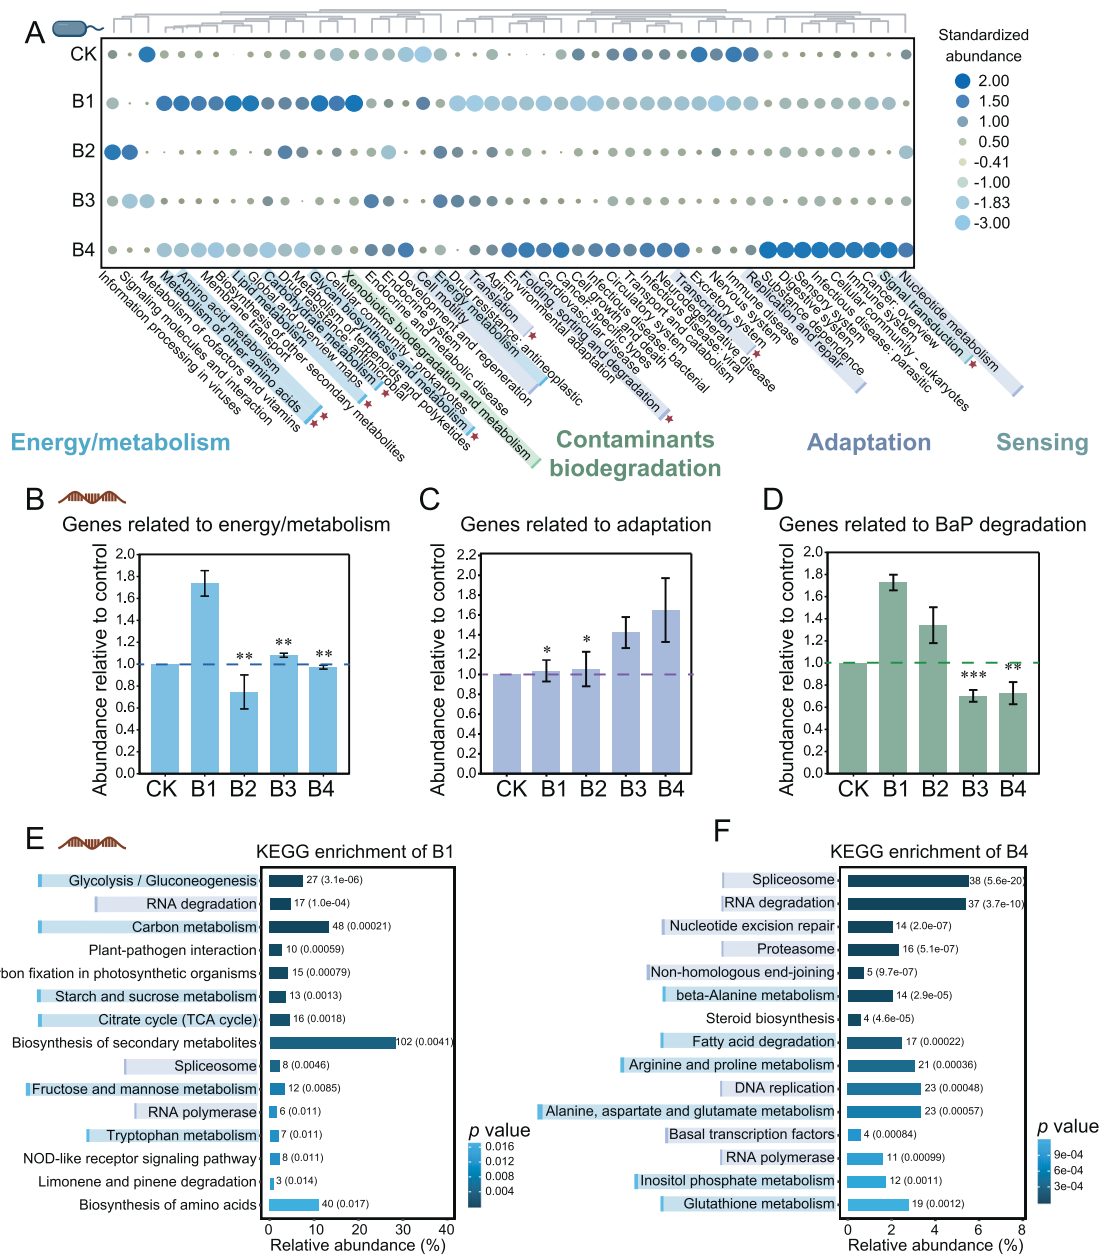 A
CK
B1
B2
B3
B4
Standardized
abundance
2.00
1.50
1.00
0.50
-0.41
-1.00
-1.83
-3.00
Information processing in viruses
Signaling molecules and interaction
Metabolism of cofactors and vitamins
Metabolism of other amino acids
Amino acid metabolism
Membrane transport
Biosynthesis of other secondary metabolites
Lipid metabolism
Global and overview maps
Carbohydrate metabolism
Drug resistance: antimicrobial
Metabolism of terpenoids and polyketides
Glycan biosynthesis and metabolism
Cellular community - prokaryotes
Xenobiotics biodegradation and metabolism
Endocrine and metabolic disease
Endocrine system
Development and regeneration
Cell motility
Energy metabolism
Drug resistance: antineoplastic
Translation
Aging
Environmental adaptation
Folding, sorting and degradation
Cardiovascular disease
Cancer: specific types
Cell growth and death
Infectious disease: bacterial
Circulatory system
Transport and catabolism
Infectious disease: viral
Neurodegenerative disease
Transcription
Excretory system
Nervous system
Immune disease
Replication and repair
Substance dependence
Digestive system
Sensory system
Infectious disease: parasitic
Cellular community - eukaryotes
Immune system
Cancer: overview
Signal transduction
Nucleotide metabolism
Energy/metabolism
Contaminants
biodegradation
Adaptation
Sensing
B
Genes related to energy/metabolism
Abundance relative to control
2.0
1.8
1.6
1.4
1.2
1.0
0.8
0.6
0.4
0.2
0.0
**
**
**
CK B1 B2 B3 B4
C
Genes related to adaptation
Abundance relative to control
2.2
2.0
1.8
1.6
1.4
1.2
1.0
0.8
0.6
0.4
0.2
0.0
*
*
CK B1 B2 B3 B4
D
Genes related to BaP degradation
Abundance relative to control
2.0
1.8
1.6
1.4
1.2
1.0
0.8
0.6
0.4
0.2
0.0
***
**
CK B1 B2 B3 B4
E
KEGG enrichment of B1
Glycolysis / Gluconeogenesis 27 (3.1e-06)
RNA degradation 17 (1.0e-04)
Carbon metabolism 48 (0.00021)
Plant-pathogen interaction 10 (0.00059)
rbon fixation in photosynthetic organisms 15 (0.00079)
Starch and sucrose metabolism 13 (0.0013)
Citrate cycle (TCA cycle) 16 (0.0018)
Biosynthesis of secondary metabolites 102 (0.0041)
Spliceosome 8 (0.0046)
Fructose and mannose metabolism 12 (0.0085)
RNA polymerase 6 (0.011)
Tryptophan metabolism 7 (0.011)
NOD-like receptor signaling pathway 8 (0.011)
Limonene and pinene degradation 3 (0.014)
Biosynthesis of amino acids 40 (0.017)
0 10 20 30 40
Relative abundance (%)
p value
0.016
0.012
0.008
0.004
F
KEGG enrichment of B4
Spliceosome 38 (5.6e-20)
RNA degradation 37 (3.7e-10)
Nucleotide excision repair 14 (2.0e-07)
Proteasome 16 (5.1e-07)
Non-homologous end-joining 5 (9.7e-07)
beta-Alanine metabolism 14 (2.9e-05)
Steroid biosynthesis 4 (4.6e-05)
Fatty acid degradation 17 (0.00022)
Arginine and proline metabolism 21 (0.00036)
DNA replication 23 (0.00048)
Alanine, aspartate and glutamate metabolism 23 (0.00057)
Basal transcription factors 4 (0.00084)
RNA polymerase 11 (0.00099)
Inositol phosphate metabolism 12 (0.0011)
Glutathione metabolism 19 (0.0012)
0 2 4 6 8
Relative abundance (%)
p value
9e-04
6e-04
3e-04